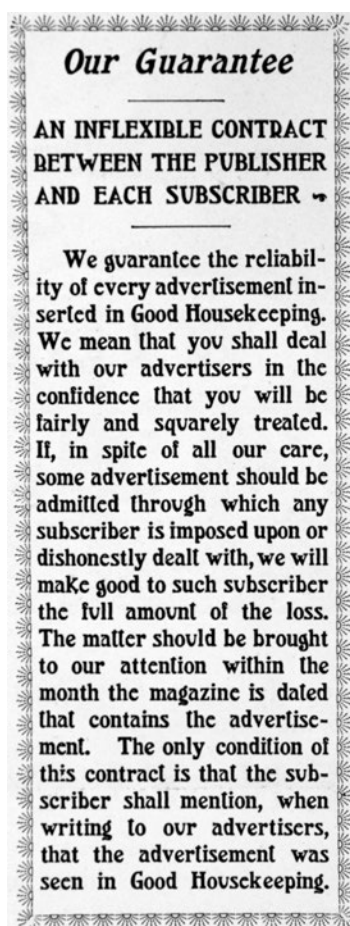 Our Guarantee
AN INFLEXIBLE CONTRACT
BETWEEN THE PUBLISHER
AND EACH SUBSCRIBER
We guarantee the reliabil-
ity of every advertisement in-
serted in Good Housekeeping.
We mean that you shall deal
with our advertisers in the
confidence that you will be
fairly and squarely treated.
If, in spite of all our care,
some advertisement should be
admitted through which any
subscriber is imposed upon or
dishonestly dealt with, we will
make good to such subscriber
the full amount of the loss.
The matter should be brought
to our attention within the
month the magazine is dated
that contains the advertise-
ment. The only condition of
this contract is that the sub-
scriber shall mention, when
writing to our advertisers,
that the advertisement was
seen in Good Housekeeping.